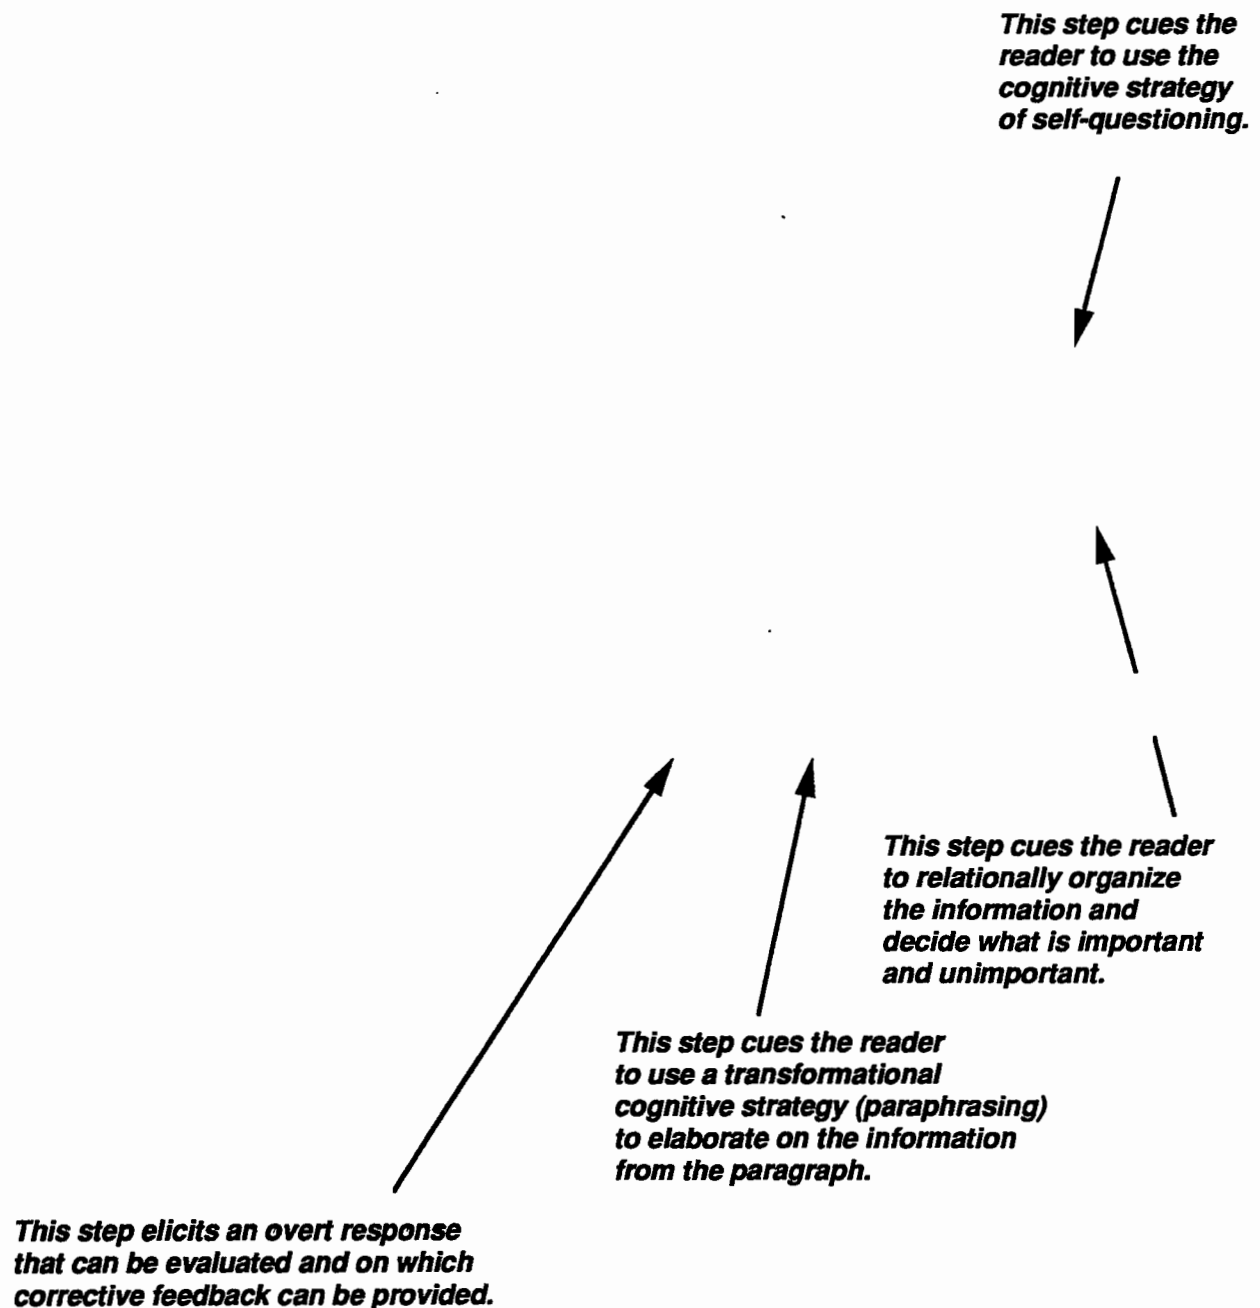 This step cues the
reader to use the
cognitive strategy
of self-questioning.
This step cues the reader
to relationally organize
the information and
decide what is important
and unimportant.
This step cues the reader
to use a transformational
cognitive strategy (paraphrasing)
to elaborate on the information
from the paragraph.
This step elicits an overt response
that can be evaluated and on which
corrective feedback can be provided.